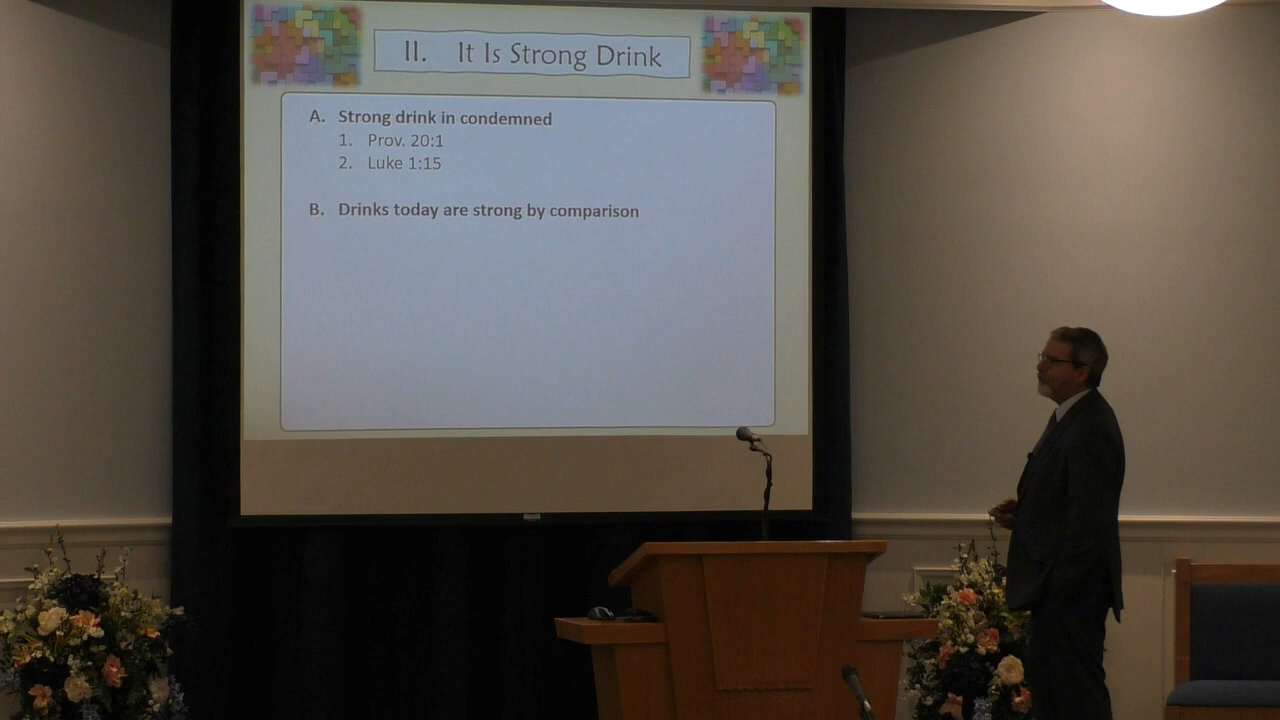 II. It Is Strong Drink
A. Strong drink in condemned
1. Prov. 20:1
2. Luke 1:15
B. Drinks today are strong by comparison